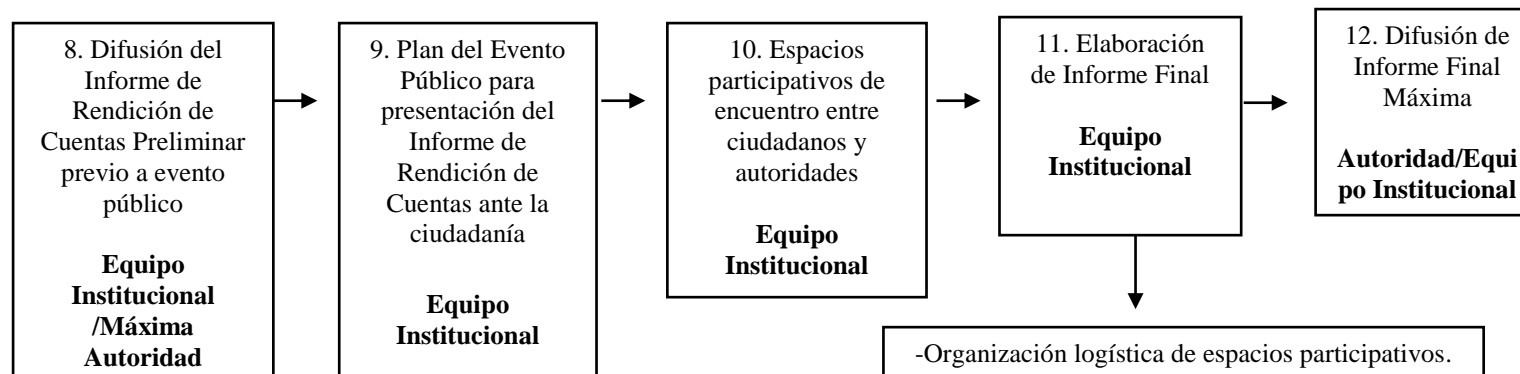 8. Difusión del
Informe de
Rendición de
Cuentas Preliminar
previo a evento
público
Equipo
Institucional
/Máxima
Autoridad
9. Plan del Evento
Público para
presentación del
Informe de
Rendición de
Cuentas ante la
ciudadanía
Equipo
Institucional
10. Espacios
participativos de
encuentro entre
ciudadanos y
autoridades
Equipo
Institucional
11. Elaboración
de Informe Final
Equipo
Institucional
12. Difusión de
Informe Final
Máxima
Autoridad/Equi
po Institucional
-Organización logística de espacios participativos.